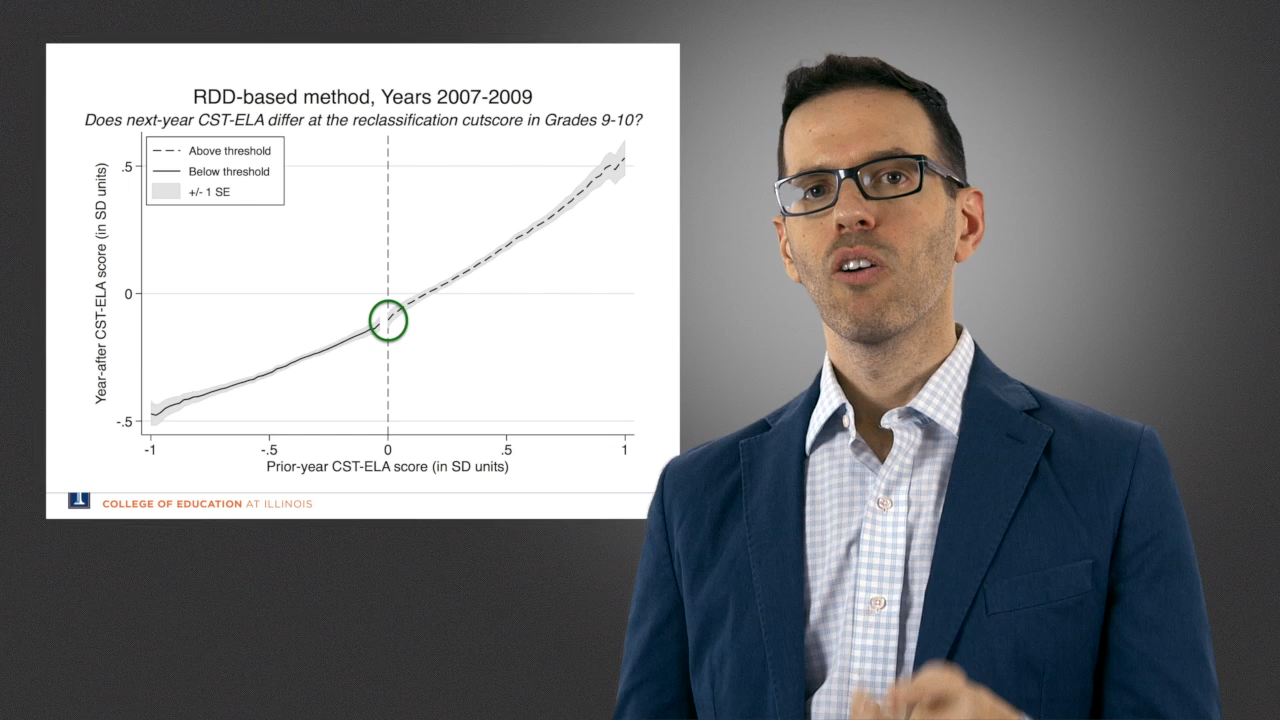 RDD-based method, Years 2007-2009
Does next-year CST-ELA differ at the reclassification cutscore in Grades 9-10?
Above threshold
Below threshold
+/- 1 SE
Year-after CST-ELA score (in SD units)
.5
0
-.5
-1 -.5 0 .5 1
Prior-year CST-ELA score (in SD units)
I COLLEGE OF EDUCATION AT ILLINOIS